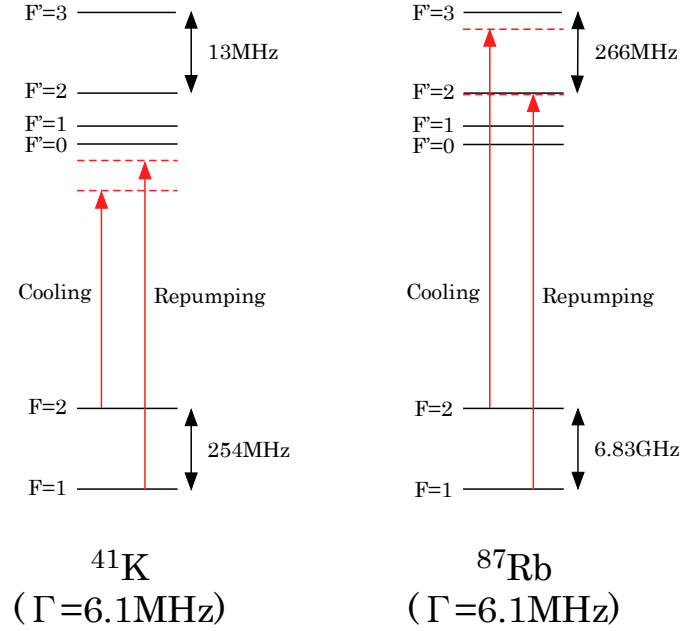 F'=3
13MHz
F'=2
F'=1
F'=0
Cooling
Repumping
F=2
254MHz
F=1
⁴¹K
(Γ=6.1MHz)
F'=3
266MHz
F'=2
F'=1
F'=0
Cooling
Repumping
F=2
6.83GHz
F=1
⁸⁷Rb
(Γ=6.1MHz)